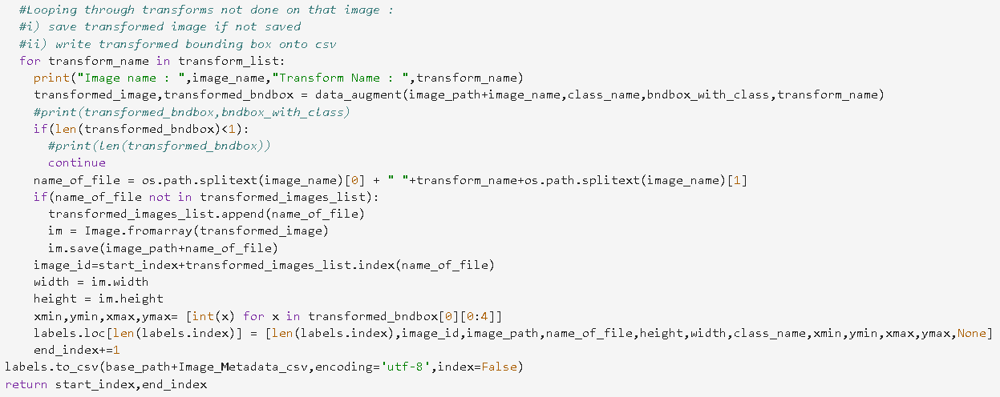 #Looping through transforms not done on that image :
#i) save transformed image if not saved
#ii) write transformed bounding box onto csv
for transform_name in transform_list:
print("Image name : ",image_name,"Transform Name : ",transform_name)
transformed_image,transformed_bndbox = data_augment(image_path+image_name,class_name,bndbox_with_class,transform_name)
#print(transformed_bndbox,bndbox_with_class)
if(len(transformed_bndbox)<1):
#print(len(transformed_bndbox))
continue
name_of_file = os.path.splitext(image_name)[0] + " "+transform_name+os.path.splitext(image_name)[1]
if(name_of_file not in transformed_images_list):
transformed_images_list.append(name_of_file)
im = Image.fromarray(transformed_image)
im.save(image_path+name_of_file)
image_id=start_index+transformed_images_list.index(name_of_file)
width = im.width
height = im.height
xmin,ymin,xmax,ymax= [int(x) for x in transformed_bndbox[0][0:4]]
labels.loc[len(labels.index)] = [len(labels.index),image_id,image_path,name_of_file,height,width,class_name,xmin,ymin,xmax,ymax,None]
end_index+=1
labels.to_csv(base_path+Image_Metadata_csv,encoding='utf-8',index=False)
return start_index,end_index